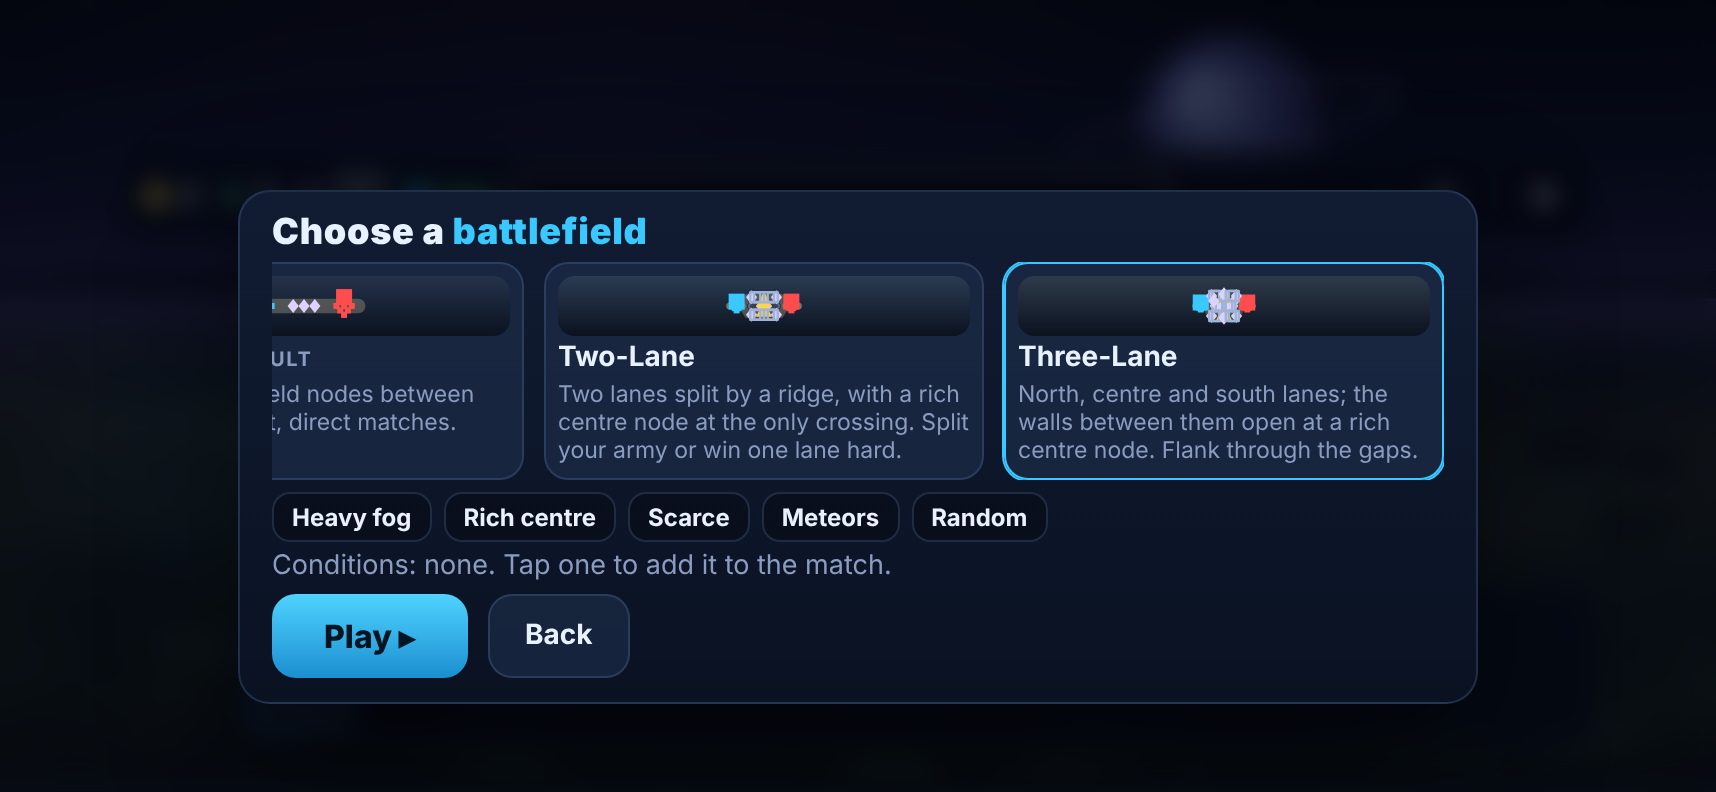 Choose a battlefield
ULT
eld nodes between
t, direct matches.
Two-Lane
Two lanes split by a ridge, with a rich
centre node at the only crossing. Split
your army or win one lane hard.
Three-Lane
North, centre and south lanes; the
walls between them open at a rich
centre node. Flank through the gaps.
Heavy fog
Rich centre
Scarce
Meteors
Random
Conditions: none. Tap one to add it to the match.
Play ▸
Back